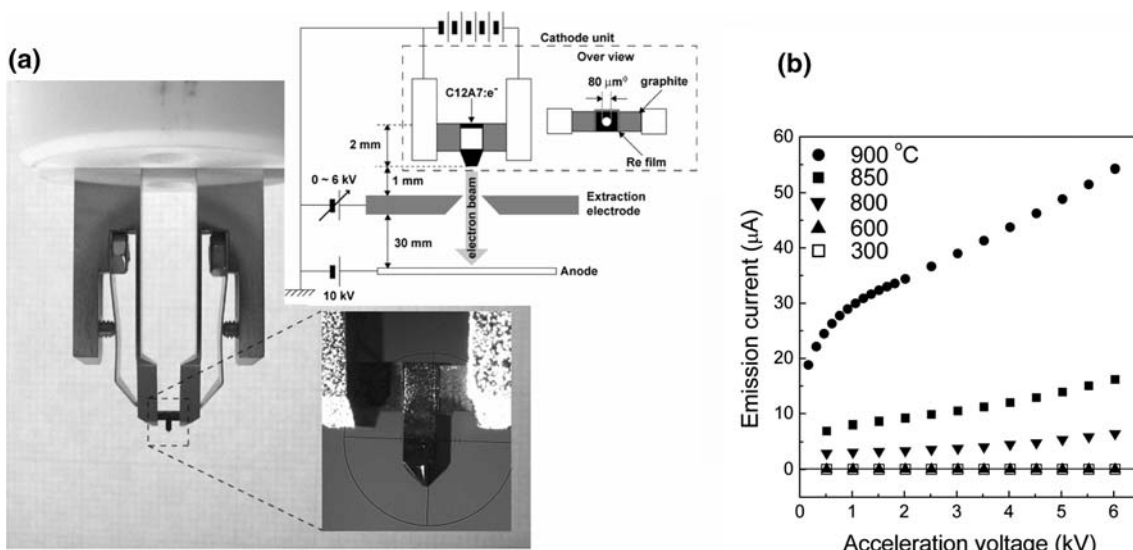 (a)
Cathode unit
Over view
C12A7:e⁻
80 μmᶲ
graphite
2 mm
Re film
1 mm
0 ~ 6 kV
electron beam
Extraction
electrode
30 mm
Anode
10 kV
(b)
Emission current (μA)
60
50
40
30
20
10
0
900 °C
850
800
600
300
0 1 2 3 4 5 6
Acceleration voltage (kV)